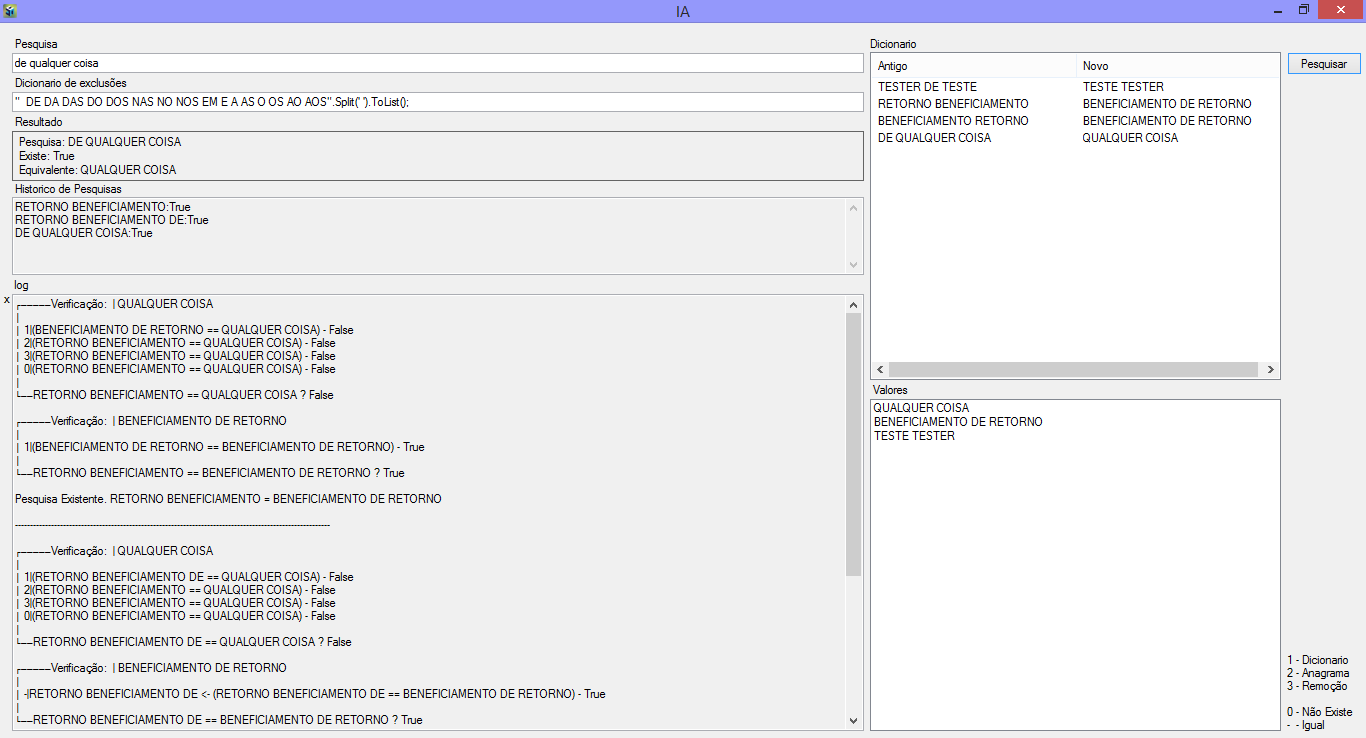 IA
Pesquisa
de qualquer coisa
Dicionario de exclusões
"  DE DA DAS DO DOS NAS NO NOS EM E A AS O OS AO AOS".Split(' ').ToList();
Resultado
Pesquisa: DE QUALQUER COISA
Existe: True
Equivalente: QUALQUER COISA
Historico de Pesquisas
RETORNO BENEFICIAMENTO:True
RETORNO BENEFICIAMENTO DE:True
DE QUALQUER COISA:True
log
x
┌-------Verificação:  | QUALQUER COISA
|
| 1|(BENEFICIAMENTO DE RETORNO == QUALQUER COISA) - False
| 2|(RETORNO BENEFICIAMENTO == QUALQUER COISA) - False
| 3|(RETORNO BENEFICIAMENTO == QUALQUER COISA) - False
| 0|(RETORNO BENEFICIAMENTO == QUALQUER COISA) - False
|
└---RETORNO BENEFICIAMENTO == QUALQUER COISA ? False
┌-------Verificação:  | BENEFICIAMENTO DE RETORNO
|
| 1|(BENEFICIAMENTO DE RETORNO == BENEFICIAMENTO DE RETORNO) - True
|
└---RETORNO BENEFICIAMENTO == BENEFICIAMENTO DE RETORNO ? True
Pesquisa Existente. RETORNO BENEFICIAMENTO = BENEFICIAMENTO DE RETORNO
---------------------------------------------------------------------------------------------------------
┌-------Verificação:  | QUALQUER COISA
|
| 1|(RETORNO BENEFICIAMENTO DE == QUALQUER COISA) - False
| 2|(RETORNO BENEFICIAMENTO == QUALQUER COISA) - False
| 3|(RETORNO BENEFICIAMENTO == QUALQUER COISA) - False
| 0|(RETORNO BENEFICIAMENTO == QUALQUER COISA) - False
|
└---RETORNO BENEFICIAMENTO DE == QUALQUER COISA ? False
┌-------Verificação:  | BENEFICIAMENTO DE RETORNO
|
| -|RETORNO BENEFICIAMENTO DE <- (RETORNO BENEFICIAMENTO DE == BENEFICIAMENTO DE RETORNO) - True
|
└---RETORNO BENEFICIAMENTO DE == BENEFICIAMENTO DE RETORNO ? True
Dicionario
Antigo Novo
TESTER DE TESTE TESTE TESTER
RETORNO BENEFICIAMENTO BENEFICIAMENTO DE RETORNO
BENEFICIAMENTO RETORNO BENEFICIAMENTO DE RETORNO
DE QUALQUER COISA QUALQUER COISA
Valores
QUALQUER COISA
BENEFICIAMENTO DE RETORNO
TESTE TESTER
Pesquisar
1 - Dicionario
2 - Anagrama
3 - Remoção
0 - Não Existe
-  - Igual